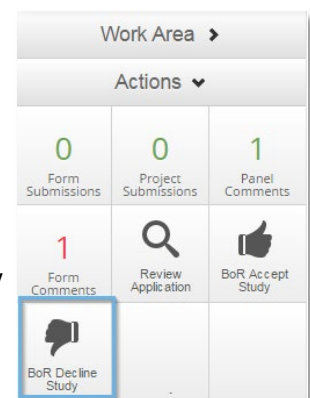 Work Area >
Actions
0
Form
Submissions
0
Project
Submissions
1
Panel
Comments
1
Form
Comments
Review
Application
BoR Accept
Study
BoR Decline
Study